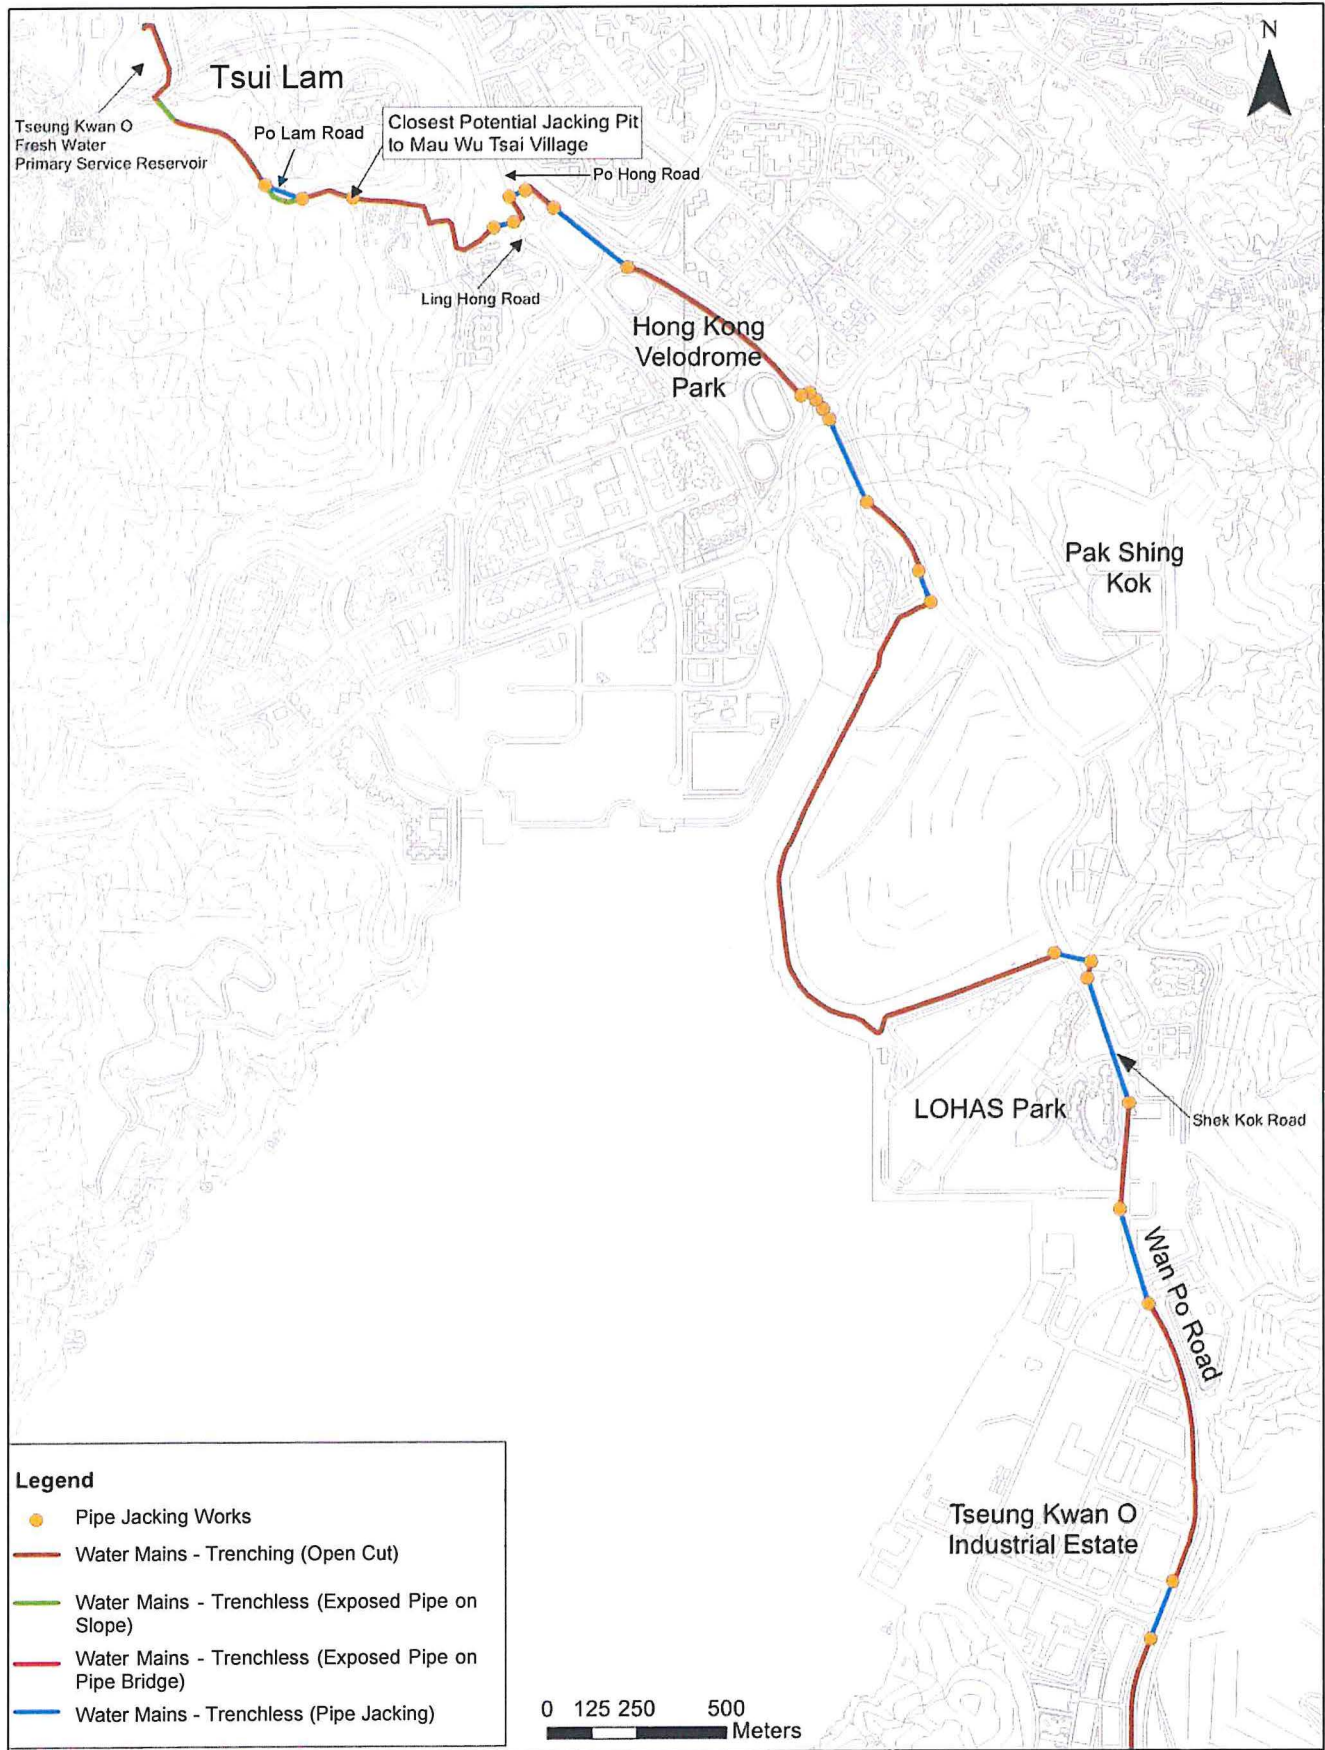 N
Tsui Lam
Tseung Kwan O
Fresh Water
Primary Service Reservoir
Po Lam Road
Closest Potential Jacking Pit
to Mau Wu Tsai Village
Po Hong Road
Ling Hong Road
Hong Kong
Velodrome
Park
Pak Shing
Kok
LOHAS Park
Shek Kok Road
Wan Po Road
Tseung Kwan O
Industrial Estate
Legend
Pipe Jacking Works
Water Mains - Trenching (Open Cut)
Water Mains - Trenchless (Exposed Pipe on
Slope)
Water Mains - Trenchless (Exposed Pipe on
Pipe Bridge)
Water Mains - Trenchless (Pipe Jacking)
0 125 250 500
Meters